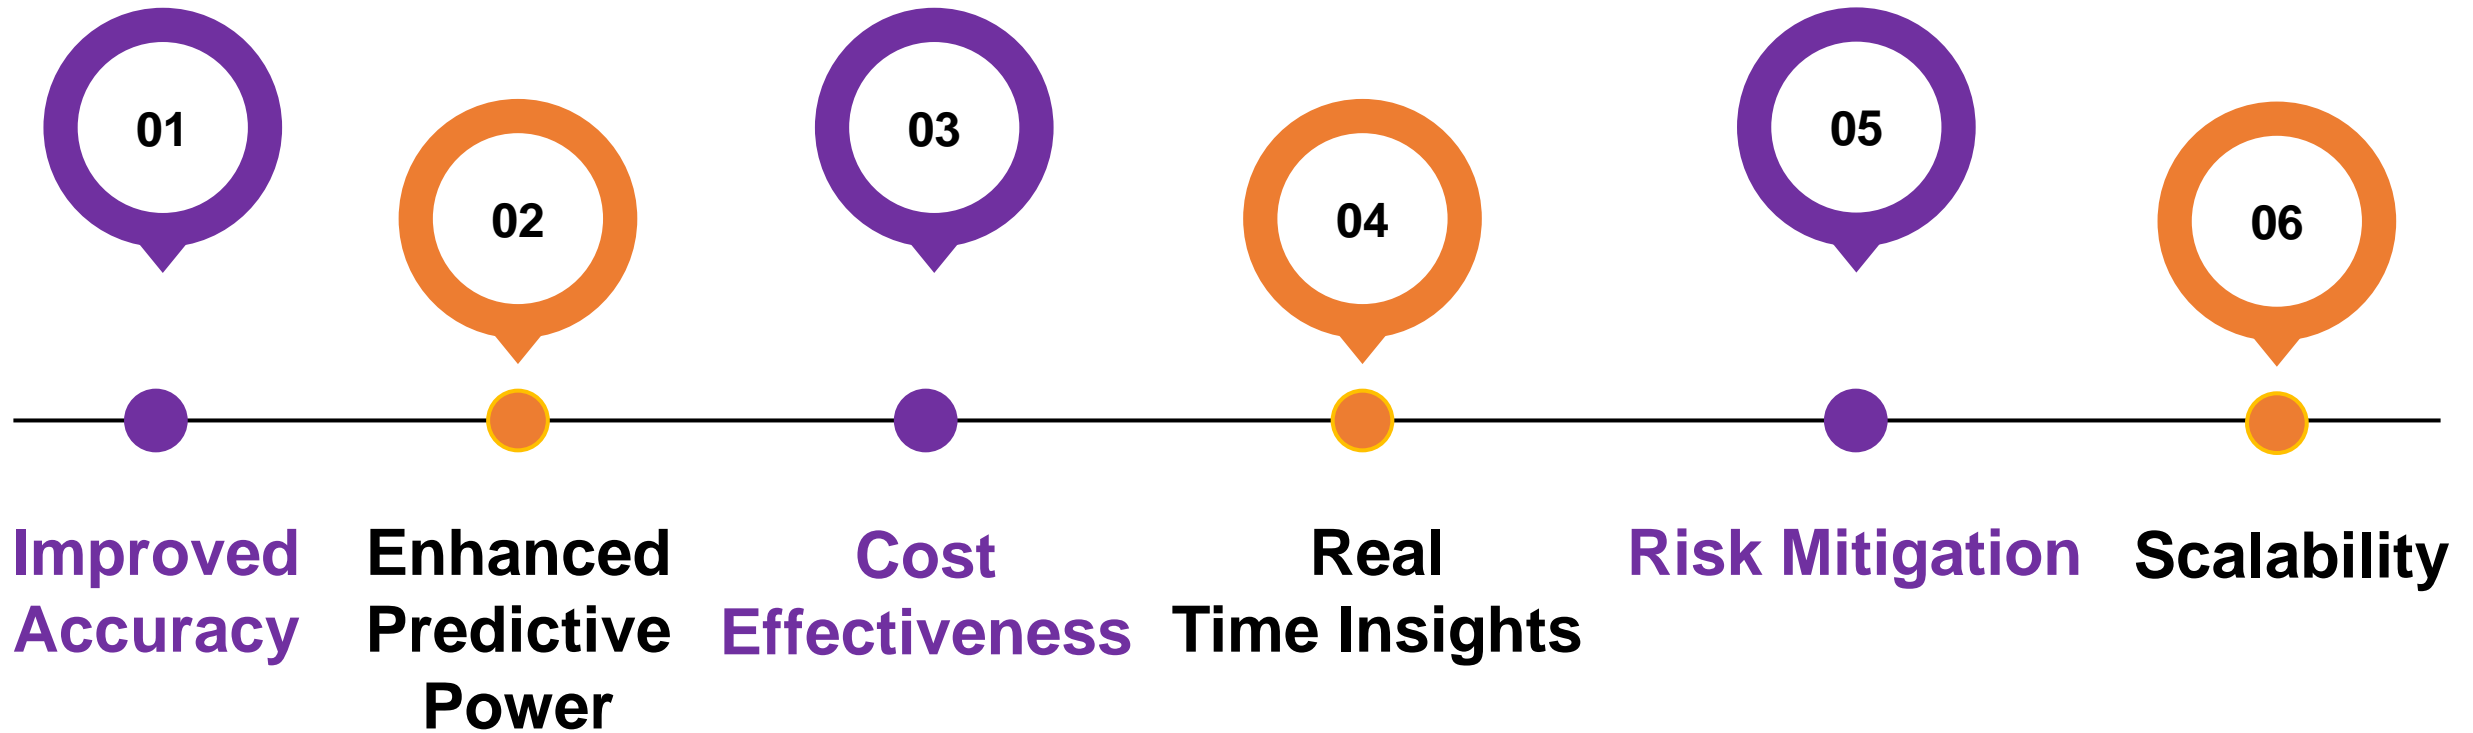 01
02
03
04
05
06
Improved
Accuracy
Enhanced
Predictive
Power
Cost
Effectiveness
Real
Time Insights
Risk Mitigation
Scalability